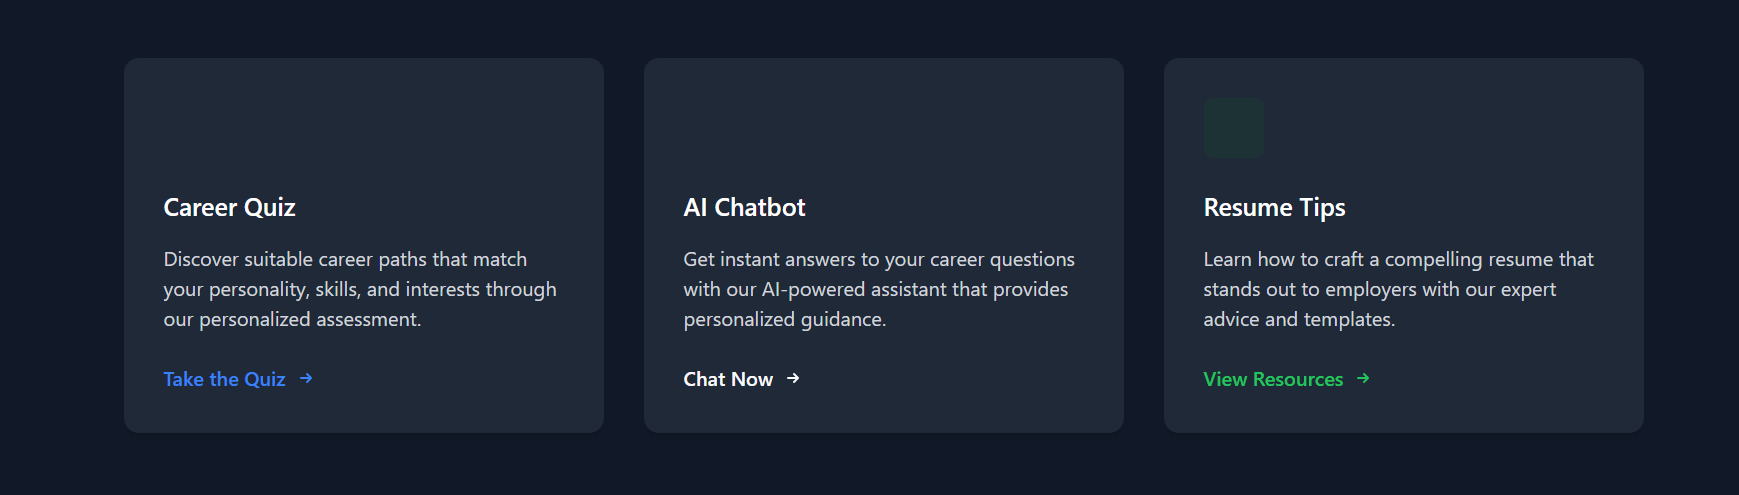 Career Quiz
Discover suitable career paths that match
your personality, skills, and interests through
our personalized assessment.
Take the Quiz →
AI Chatbot
Get instant answers to your career questions
with our AI-powered assistant that provides
personalized guidance.
Chat Now →
Resume Tips
Learn how to craft a compelling resume that
stands out to employers with our expert
advice and templates.
View Resources →